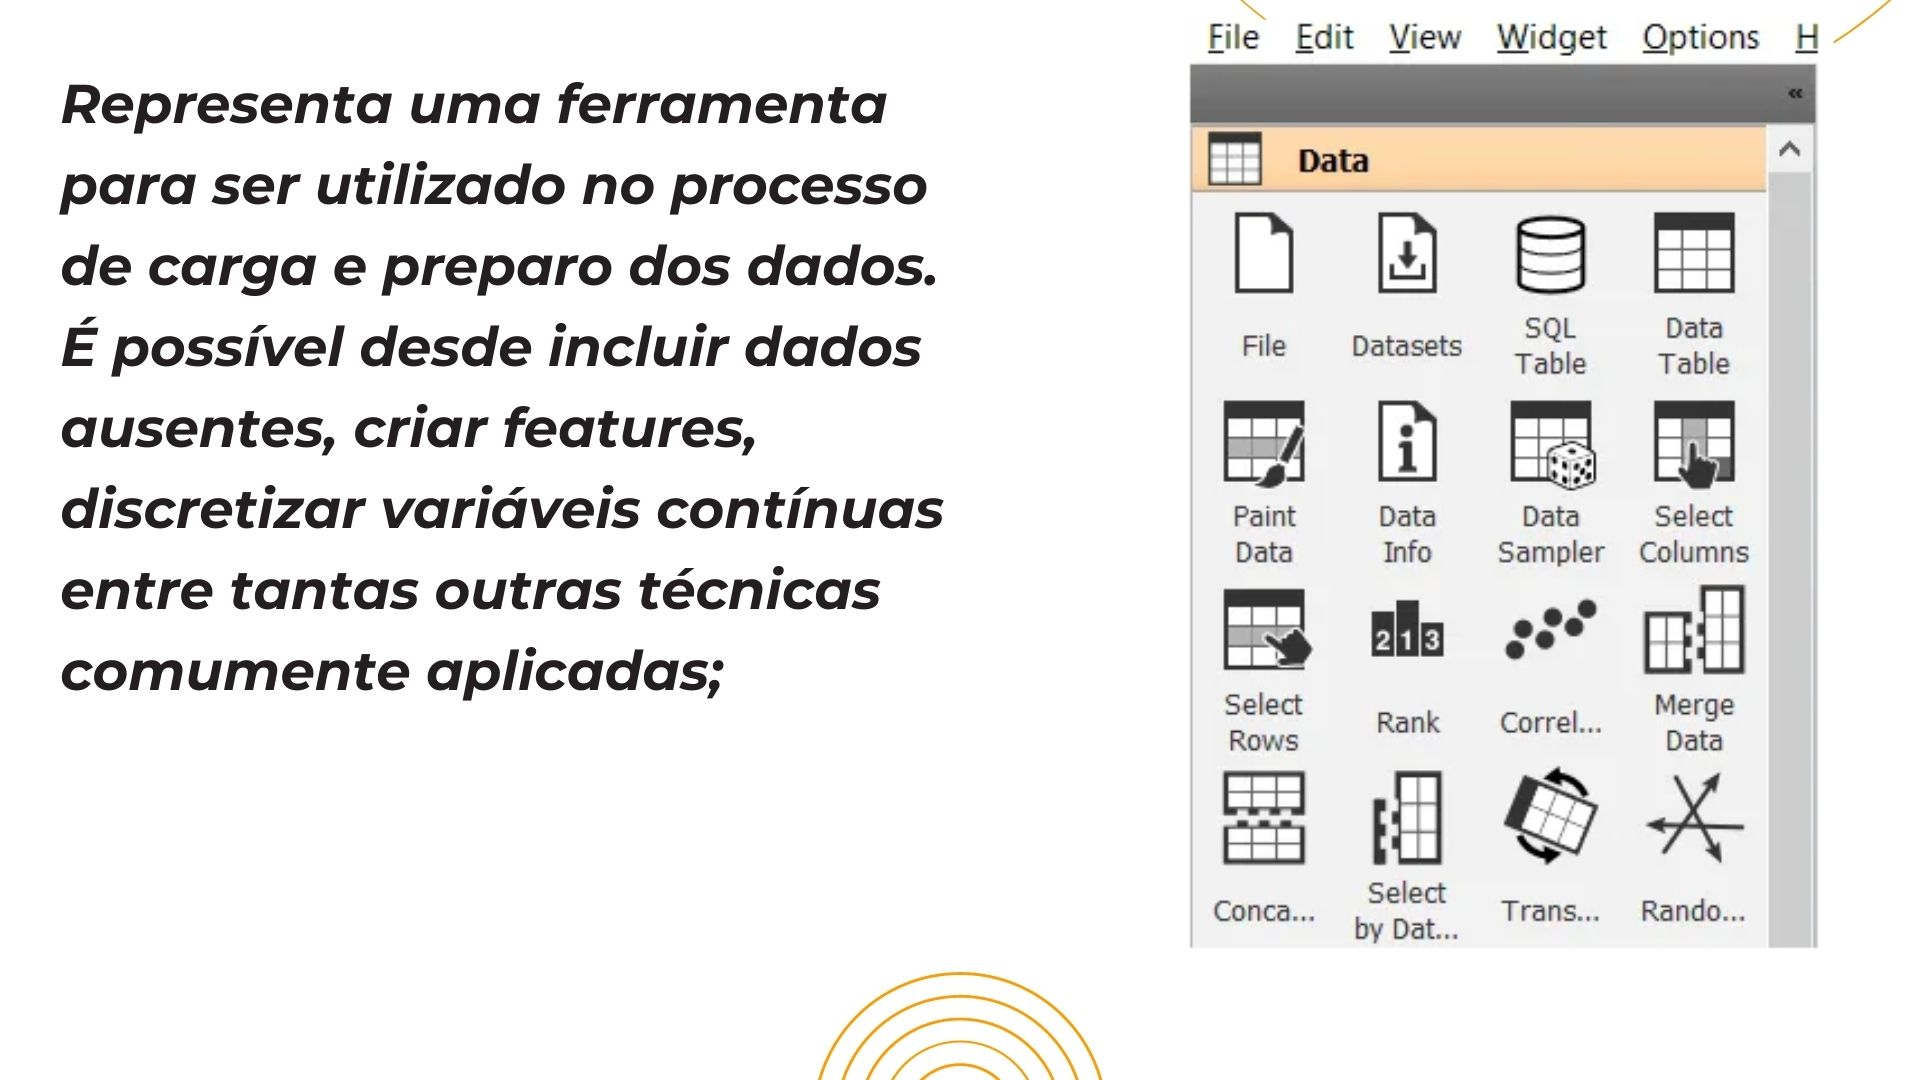 Representa uma ferramenta
para ser utilizado no processo
de carga e preparo dos dados.
É possível desde incluir dados
ausentes, criar features,
discretizar variáveis contínuas
entre tantas outras técnicas
comumente aplicadas;
File Edit View Widget Options H
«
Data
File
Datasets
SQL
Table
Data
Table
Paint
Data
Data
Info
Data
Sampler
Select
Columns
Select
Rows
2 1 3
Rank
Correl...
Merge
Data
Conca...
Select
by Dat...
Trans...
Rando...